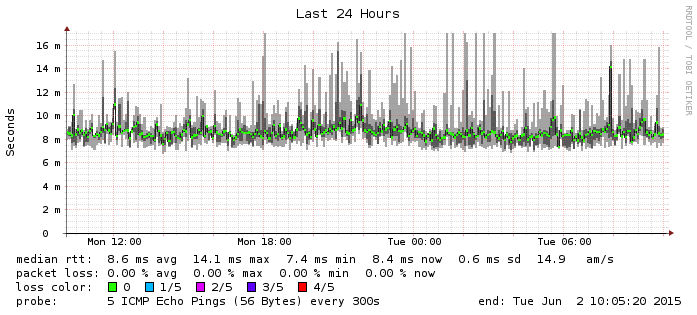 Last 24 Hours
RRDTOOL / TOBI OETIKER
Seconds
16 m
14 m
12 m
10 m
8 m
6 m
4 m
2 m
0
Mon 12:00 Mon 18:00 Tue 00:00 Tue 06:00
median rtt: 8.6 ms avg 14.1 ms max 7.4 ms min 8.4 ms now 0.6 ms sd 14.9 am/s
packet loss: 0.00 % avg 0.00 % max 0.00 % min 0.00 % now
loss color: 0 1/5 2/5 3/5 4/5
probe: 5 ICMP Echo Pings (56 Bytes) every 300s end: Tue Jun 2 10:05:20 2015